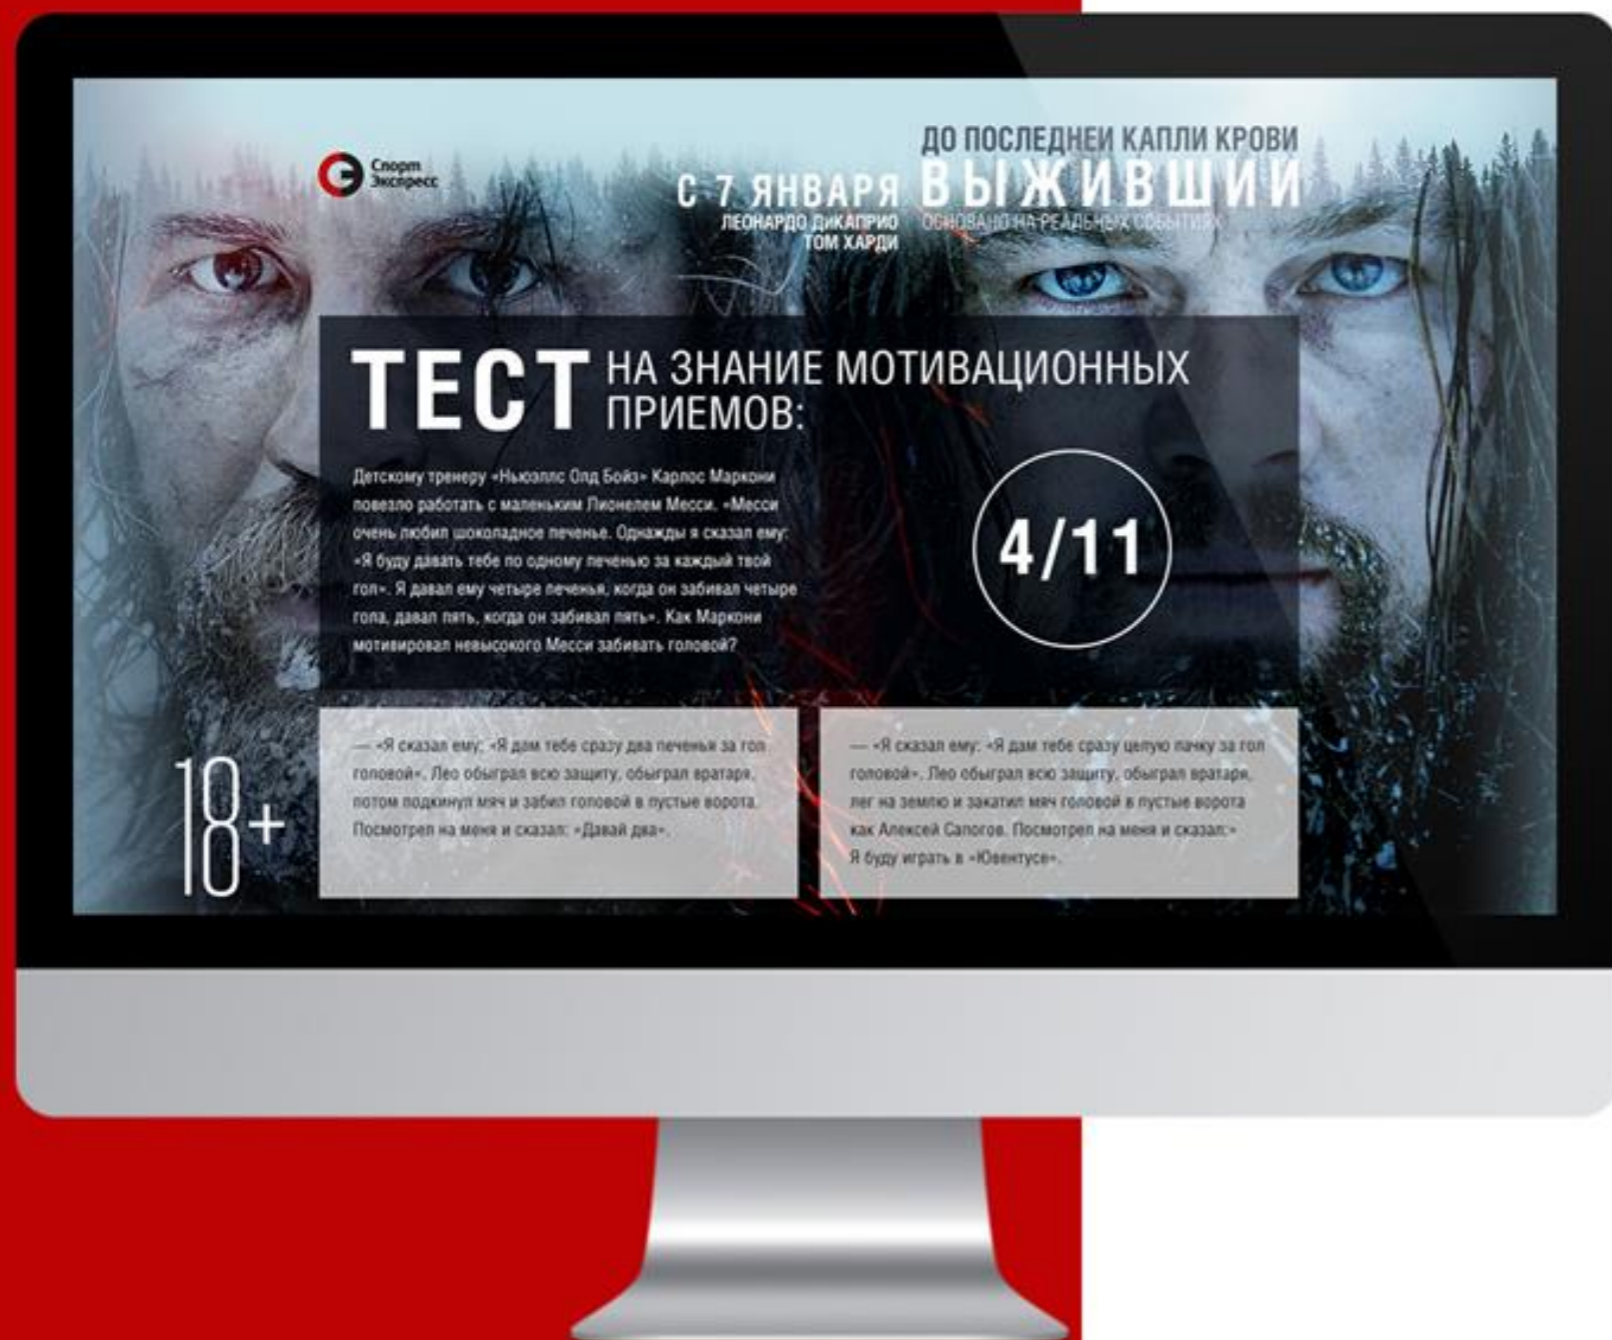 Спорт
Экспресс
ДО ПОСЛЕДНЕЙ КАПЛИ КРОВИ
С 7 ЯНВАРЯ ВЫЖИВШИЙ
ЛЕОНАРДО ДИКАПРИО
ТОМ ХАРДИ
ОСНОВАНО НА РЕАЛЬНЫХ СОБЫТИЯХ
ТЕСТ НА ЗНАНИЕ МОТИВАЦИОННЫХ
ПРИЕМОВ:
Детскому тренеру «Ньюэллс Олд Бойз» Карлос Маркони
повезло работать с маленьким Лионелем Месси. «Месси
очень любил шоколадное печенье. Однажды я сказал ему:
«Я буду давать тебе по одному печенью за каждый твой
гол». Я давал ему четыре печенья, когда он забивал четыре
гола, давал пять, когда он забивал пять». Как Маркони
мотивировал невысокого Месси забивать головой?
4/11
— «Я сказал ему: «Я дам тебе сразу два печенья за гол
головой». Лео обыграл всю защиту, обыграл вратаря,
потом подкинул мяч и забил головой в пустые ворота.
Посмотрел на меня и сказал: «Давай два».
— «Я сказал ему: «Я дам тебе сразу целую пачку за гол
головой». Лео обыграл всю защиту, обыграл вратаря,
лег на землю и закатил мяч головой в пустые ворота
как Алексей Сапогов. Посмотрел на меня и сказал:»
Я буду играть в «Ювентусе».
18+